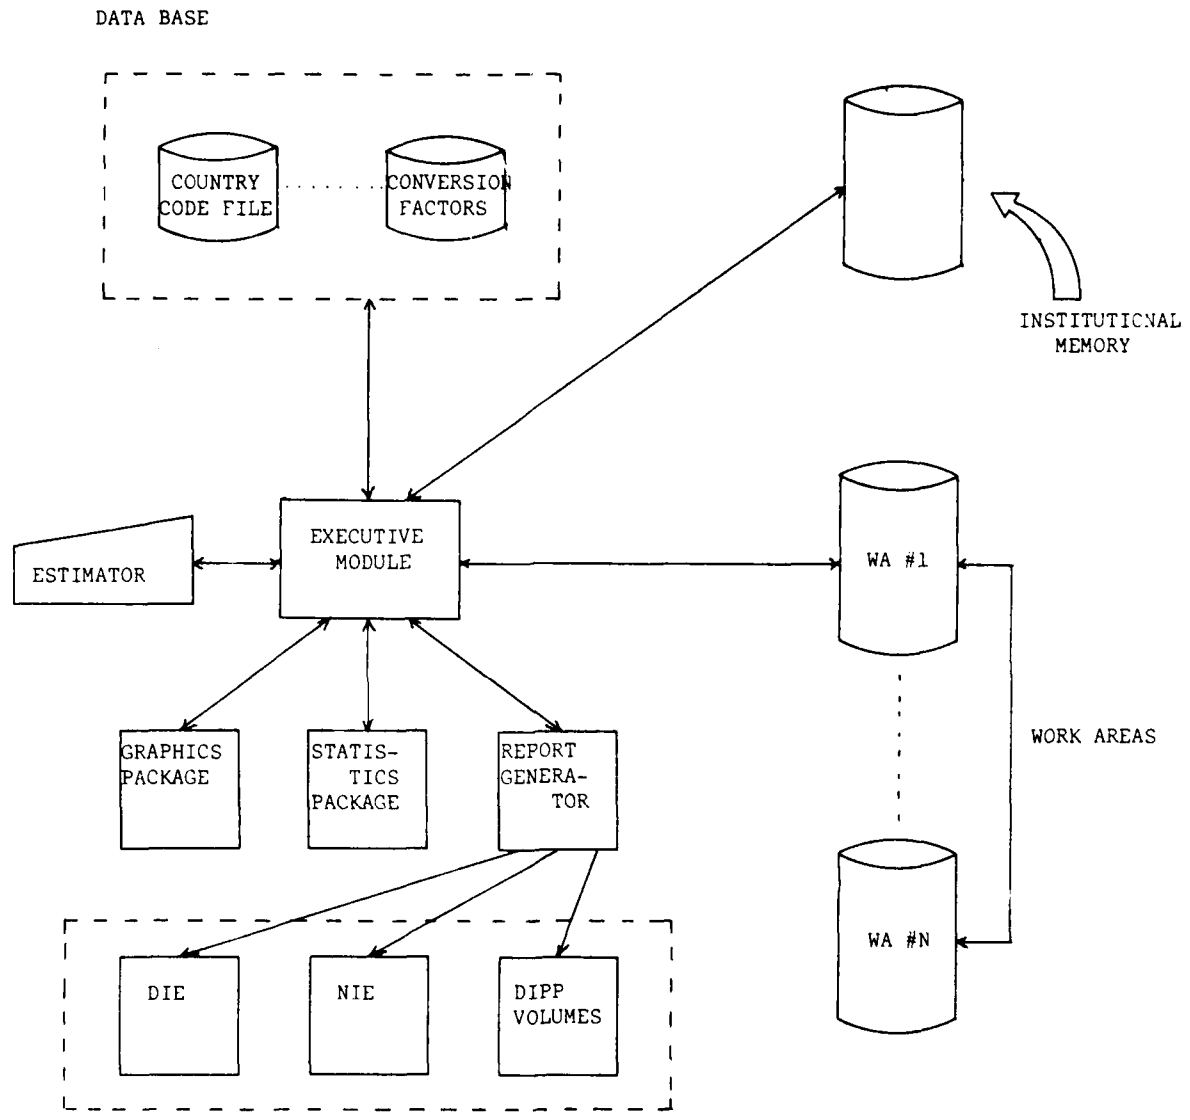 DATA BASE
COUNTRY
CODE FILE
CONVERSION
FACTORS
INSTITUTIONAL
MEMORY
EXECUTIVE
MODULE
ESTIMATOR
WA #1
GRAPHICS
PACKAGE
STATIS-
TICS
PACKAGE
REPORT
GENERA-
TOR
WORK AREAS
WA #N
DIE
NIE
DIPP
VOLUMES